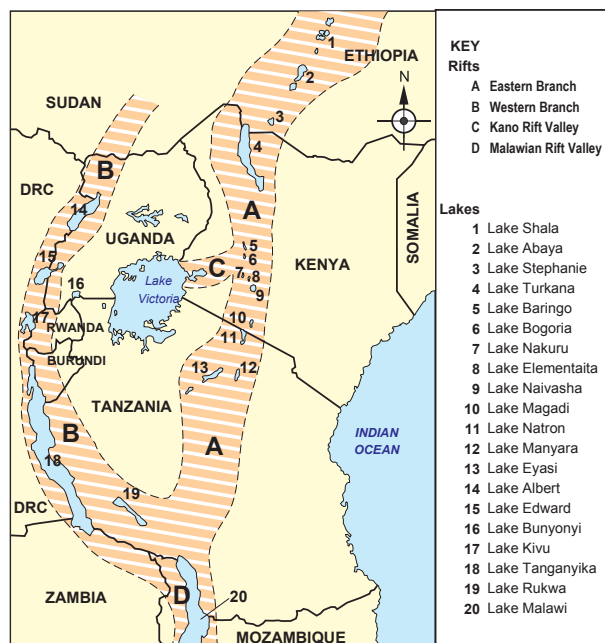 1
ETHIOPIA
2
N
SUDAN
3
4
B
DRC
14
A
SOMALIA
UGANDA
5
15
6
C
KENYA
7
8
16
Lake
Victoria
9
17
RWANDA
10
11
BURUNDI
13
12
TANZANIA
B
A
INDIAN
OCEAN
18
19
DRC
D
20
ZAMBIA
MOZAMBIQUE
KEY
Rifts
A Eastern Branch
B Western Branch
C Kano Rift Valley
D Malawian Rift Valley
Lakes
1 Lake Shala
2 Lake Abaya
3 Lake Stephanie
4 Lake Turkana
5 Lake Baringo
6 Lake Bogoria
7 Lake Nakuru
8 Lake Elementaita
9 Lake Naivasha
10 Lake Magadi
11 Lake Natron
12 Lake Manyara
13 Lake Eyasi
14 Lake Albert
15 Lake Edward
16 Lake Bunyonyi
17 Lake Kivu
18 Lake Tanganyika
19 Lake Rukwa
20 Lake Malawi